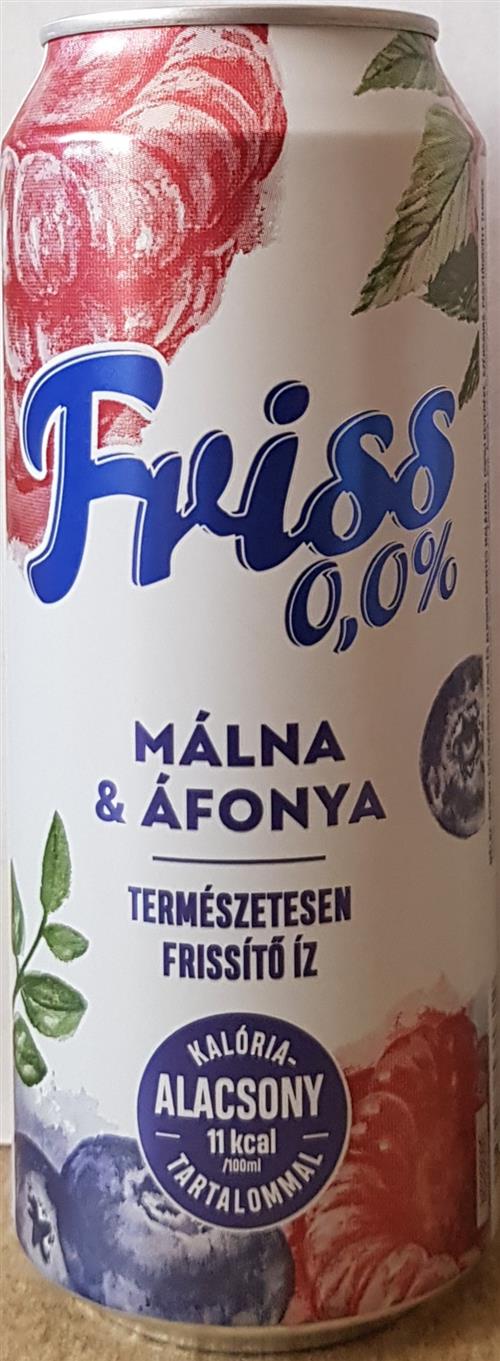 Friss
0,0%
MÁLNA
& ÁFONYA
TERMÉSZETESEN
FRISSÍTŐ ÍZ
KALÓRIA-
ALACSONY
11 kcal
/100ml
TARTALOMMAL